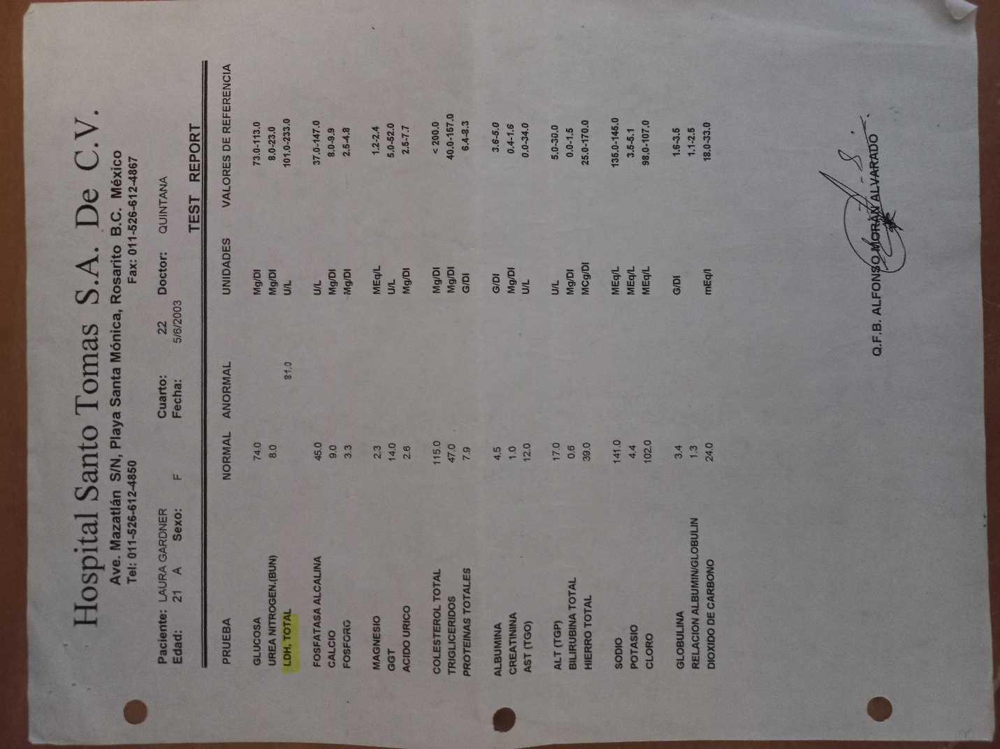 Hospital Santo Tomas S.A. De C.V.
Ave. Mazatlán S/N, Playa Santa Mónica, Rosarito B.C. México
Tel: 011-526-612-4850 Fax: 011-526-612-4867
Paciente: LAURA GARDNER Cuarto: 22 Doctor: QUINTANA
Edad: 21 A Sexo: F Fecha: 5/6/2003
TEST REPORT
PRUEBA NORMAL ANORMAL UNIDADES VALORES DE REFERENCIA
GLUCOSA 74.0 Mg/Dl 73.0-113.0
UREA NITROGEN.(BUN) 8.0 Mg/Dl 8.0-23.0
LDH, TOTAL 81.0 U/L 101.0-233.0
FOSFATASA ALCALINA 45.0 U/L 37.0-147.0
CALCIO 9.0 Mg/Dl 8.0-9.9
FOSFORO 3.3 Mg/Dl 2.5-4.8
MAGNESIO 2.3 MEq/L 1.2-2.4
GGT 14.0 U/L 5.0-52.0
ACIDO URICO 2.6 Mg/Dl 2.5-7.7
COLESTEROL TOTAL 115.0 Mg/Dl < 200.0
TRIGLICERIDOS 47.0 Mg/Dl 40.0-157.0
PROTEINAS TOTALES 7.9 G/Dl 6.4-8.3
ALBUMINA 4.5 G/Dl 3.6-5.0
CREATININA 1.0 Mg/Dl 0.4-1.6
AST (TGO) 12.0 U/L 0.0-34.0
ALT (TGP) 17.0 U/L 5.0-30.0
BILIRUBINA TOTAL 0.6 Mg/Dl 0.0-1.5
HIERRO TOTAL 39.0 MCg/Dl 25.0-170.0
SODIO 141.0 MEq/L 135.0-145.0
POTASIO 4.4 MEq/L 3.5-5.1
CLORO 102.0 MEq/L 98.0-107.0
GLOBULINA 3.4 G/Dl 1.6-3.5
RELACION ALBUMIN/GLOBULIN 1.3 1.1-2.5
DIOXIDO DE CARBONO 24.0 mEq/l 18.0-33.0
Q.F.B. ALFONSO MORAN ALVARADO